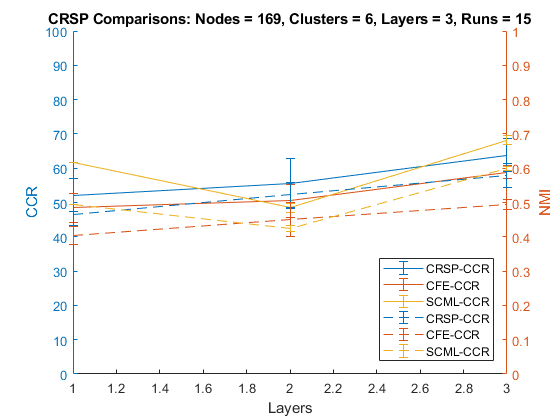 CRSP Comparisons: Nodes = 169, Clusters = 6, Layers = 3, Runs = 15
100
90
80
70
60
50
40
30
20
10
0
CCR
1
0.9
0.8
0.7
0.6
0.5
0.4
0.3
0.2
0.1
0
NMI
CRSP-CCR
CFE-CCR
SCML-CCR
CRSP-CCR
CFE-CCR
SCML-CCR
1 1.2 1.4 1.6 1.8 2 2.2 2.4 2.6 2.8 3
Layers